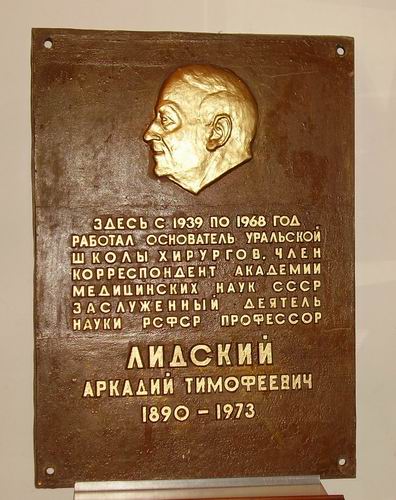 ЗДЕСЬ С 1939 ПО 1968 ГОД
РАБОТАЛ ОСНОВАТЕЛЬ УРАЛЬСКОЙ
ШКОЛЫ ХИРУРГОВ, ЧЛЕН
КОРРЕСПОНДЕНТ АКАДЕМИИ
МЕДИЦИНСКИХ НАУК СССР
ЗАСЛУЖЕННЫЙ ДЕЯТЕЛЬ
НАУКИ РСФСР ПРОФЕССОР
ЛИДСКИЙ
АРКАДИЙ ТИМОФЕЕВИЧ
1890 – 1973